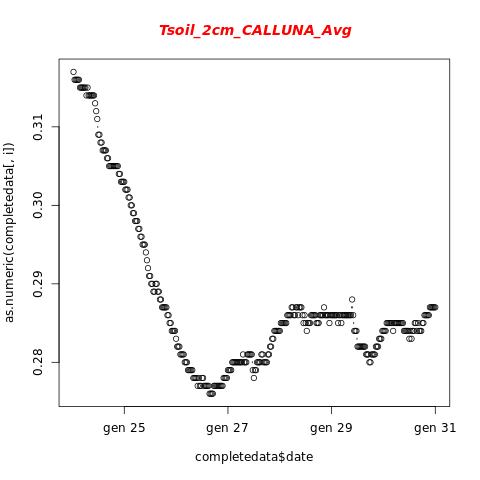 Tsoil_2cm_CALLUNA_Avg
as.numeric(completedata[, i])
0.31
0.30
0.29
0.28
gen 25 gen 27 gen 29 gen 31
completedata$date